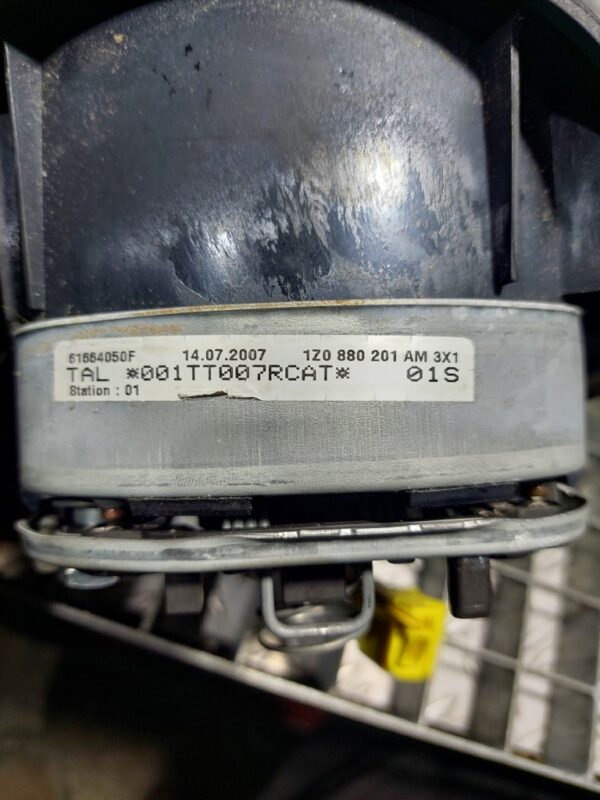 61664050F 14.07.2007 1Z0 880 201 AM 3X1
TAL *001TT007RCAT* 01S
Station : 01